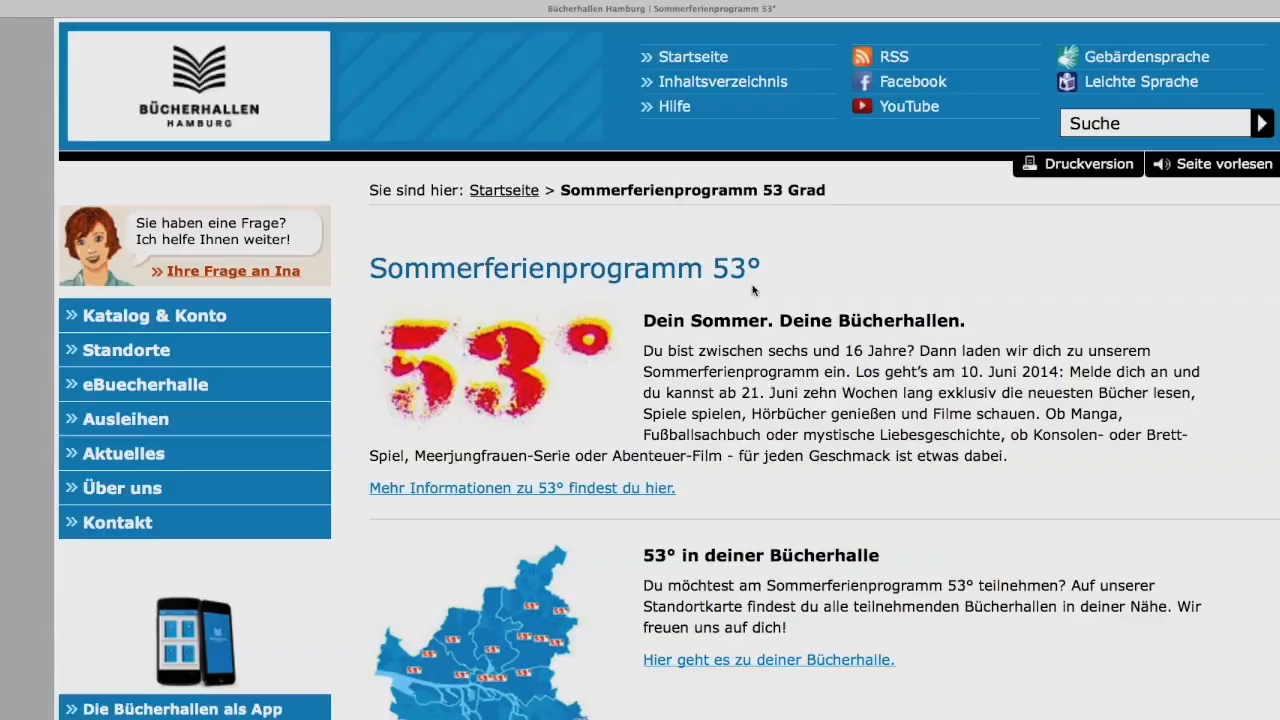 Bücherhallen Hamburg | Sommerferienprogramm 53°
BÜCHERHALLEN
HAMBURG
Startseite
Inhaltsverzeichnis
Hilfe
RSS
Facebook
YouTube
Gebärdensprache
Leichte Sprache
Suche
Druckversion
Seite vorlesen
Sie sind hier: Startseite > Sommerferienprogramm 53 Grad
Sie haben eine Frage?
Ich helfe Ihnen weiter!
» Ihre Frage an Ina
» Katalog & Konto
» Standorte
» eBuecherhalle
» Ausleihen
» Aktuelles
» Über uns
» Kontakt
» Die Bücherhallen als App
Sommerferienprogramm 53°
53°
Dein Sommer. Deine Bücherhallen.
Du bist zwischen sechs und 16 Jahre? Dann laden wir dich zu unserem
Sommerferienprogramm ein. Los geht's am 10. Juni 2014: Melde dich an und
du kannst ab 21. Juni zehn Wochen lang exklusiv die neuesten Bücher lesen,
Spiele spielen, Hörbücher genießen und Filme schauen. Ob Manga,
Fußballsachbuch oder mystische Liebesgeschichte, ob Konsolen- oder Brett-
Spiel, Meerjungfrauen-Serie oder Abenteuer-Film - für jeden Geschmack ist etwas dabei.
Mehr Informationen zu 53° findest du hier.
53° in deiner Bücherhalle
Du möchtest am Sommerferienprogramm 53° teilnehmen? Auf unserer
Standortkarte findest du alle teilnehmenden Bücherhallen in deiner Nähe. Wir
freuen uns auf dich!
Hier geht es zu deiner Bücherhalle.